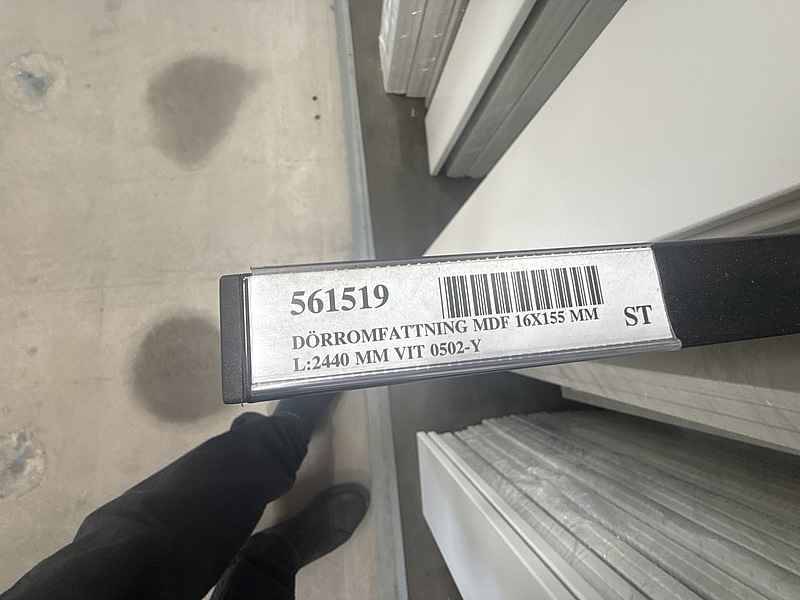 561519
DÖRROMFATTNING MDF 16X155 MM
L:2440 MM VIT 0502-Y
ST